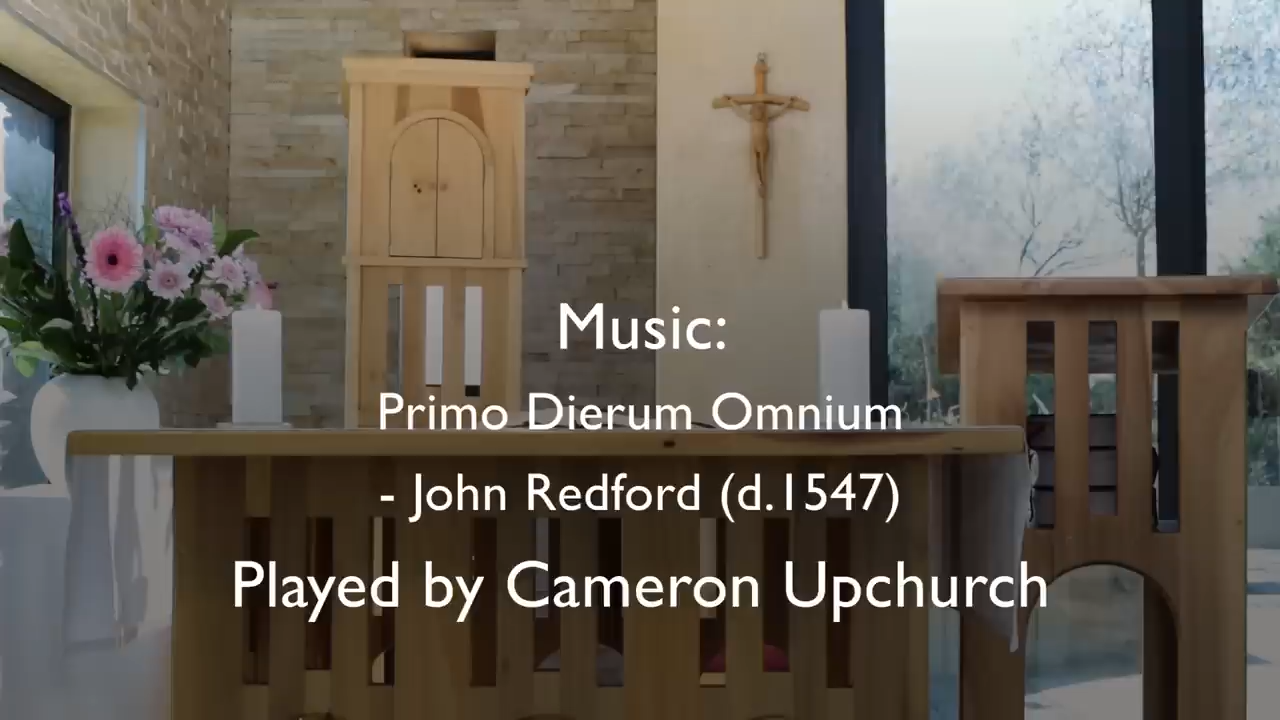 Music:
Primo Dierum Omnium
- John Redford (d.1547)
Played by Cameron Upchurch